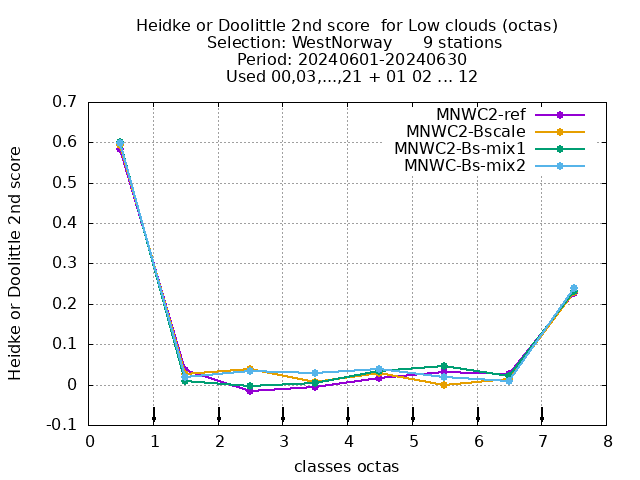 Heidke or Doolittle 2nd score  for Low clouds (octas)
Selection: WestNorway      9 stations
Period: 20240601-20240630
Used 00,03,...,21 + 01 02 ... 12
MNWC2-ref
MNWC2-Bscale
MNWC2-Bs-mix1
MNWC-Bs-mix2
Heidke or Doolittle 2nd score
0.7
0.6
0.5
0.4
0.3
0.2
0.1
0
-0.1
0 1 2 3 4 5 6 7 8
classes octas